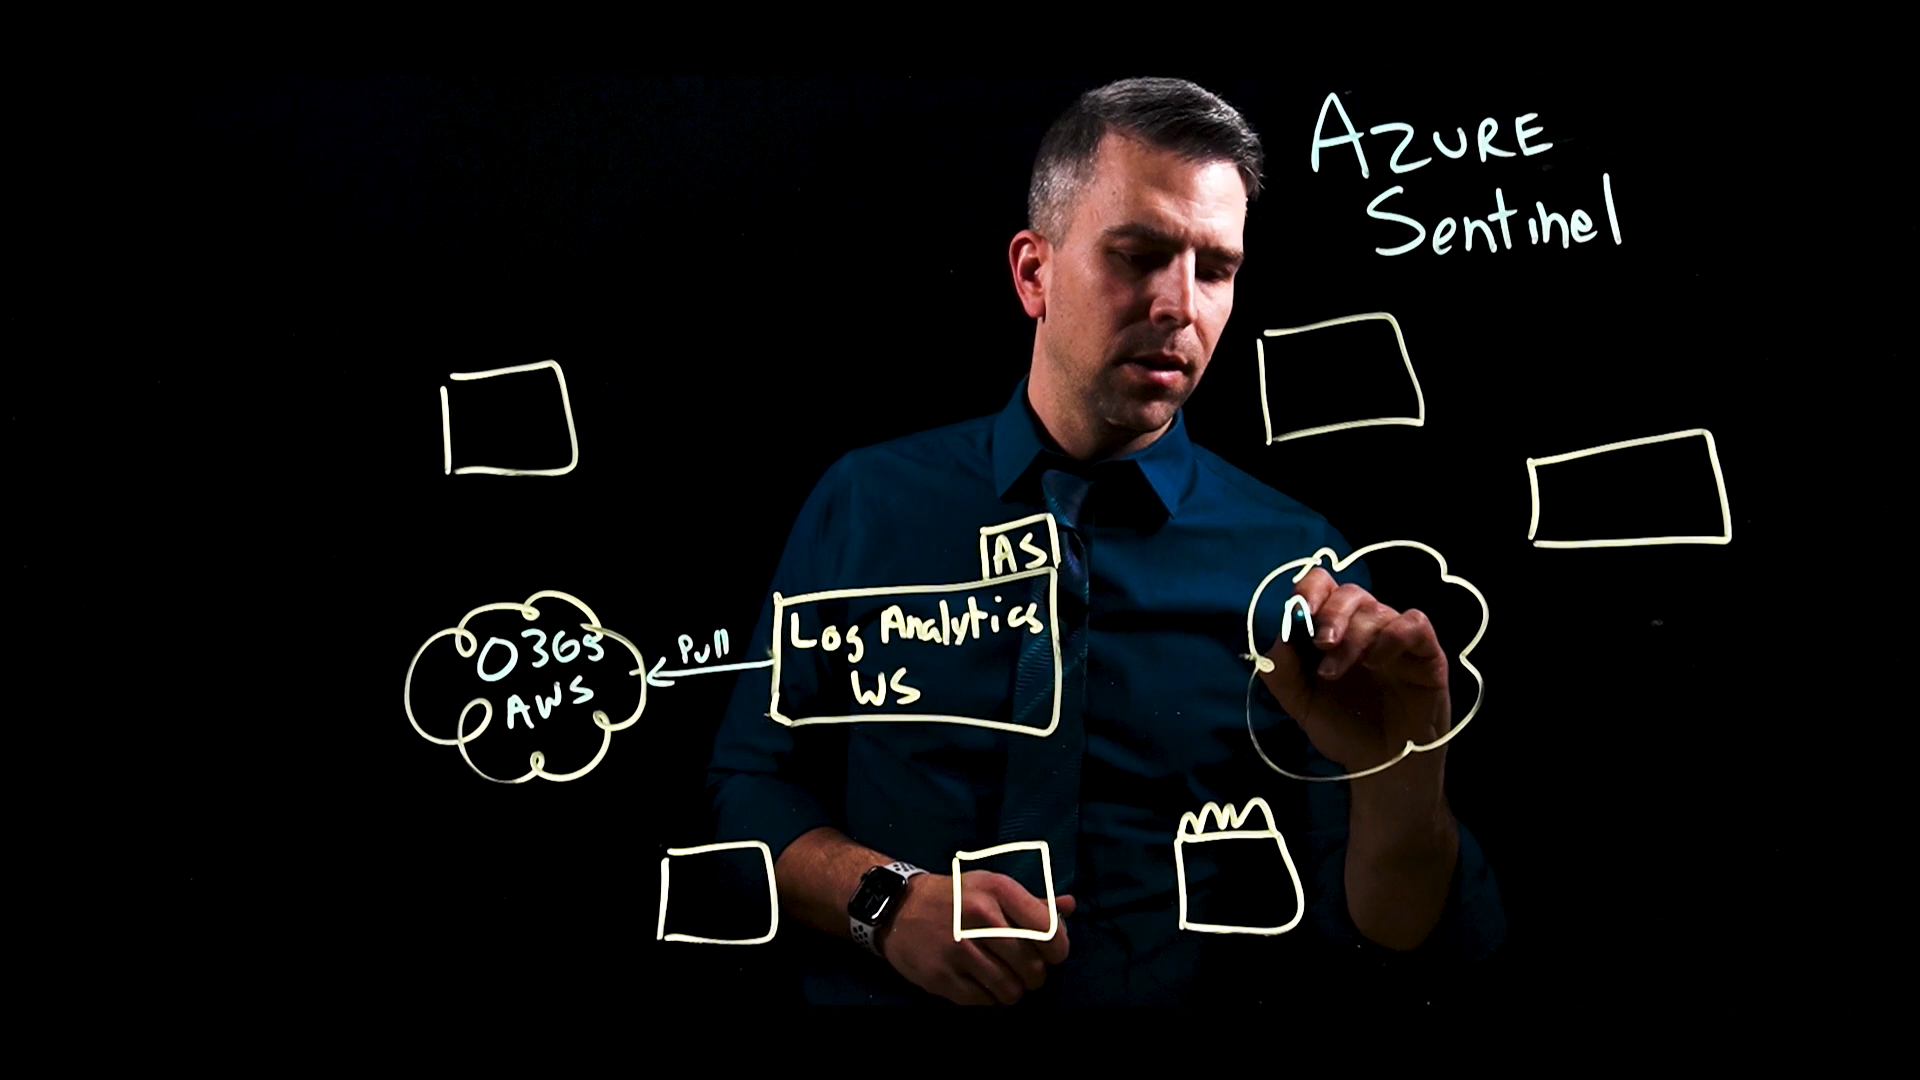 AZURE
Sentinel
AS
Log Analytics
WS
Pull
O365
AWS